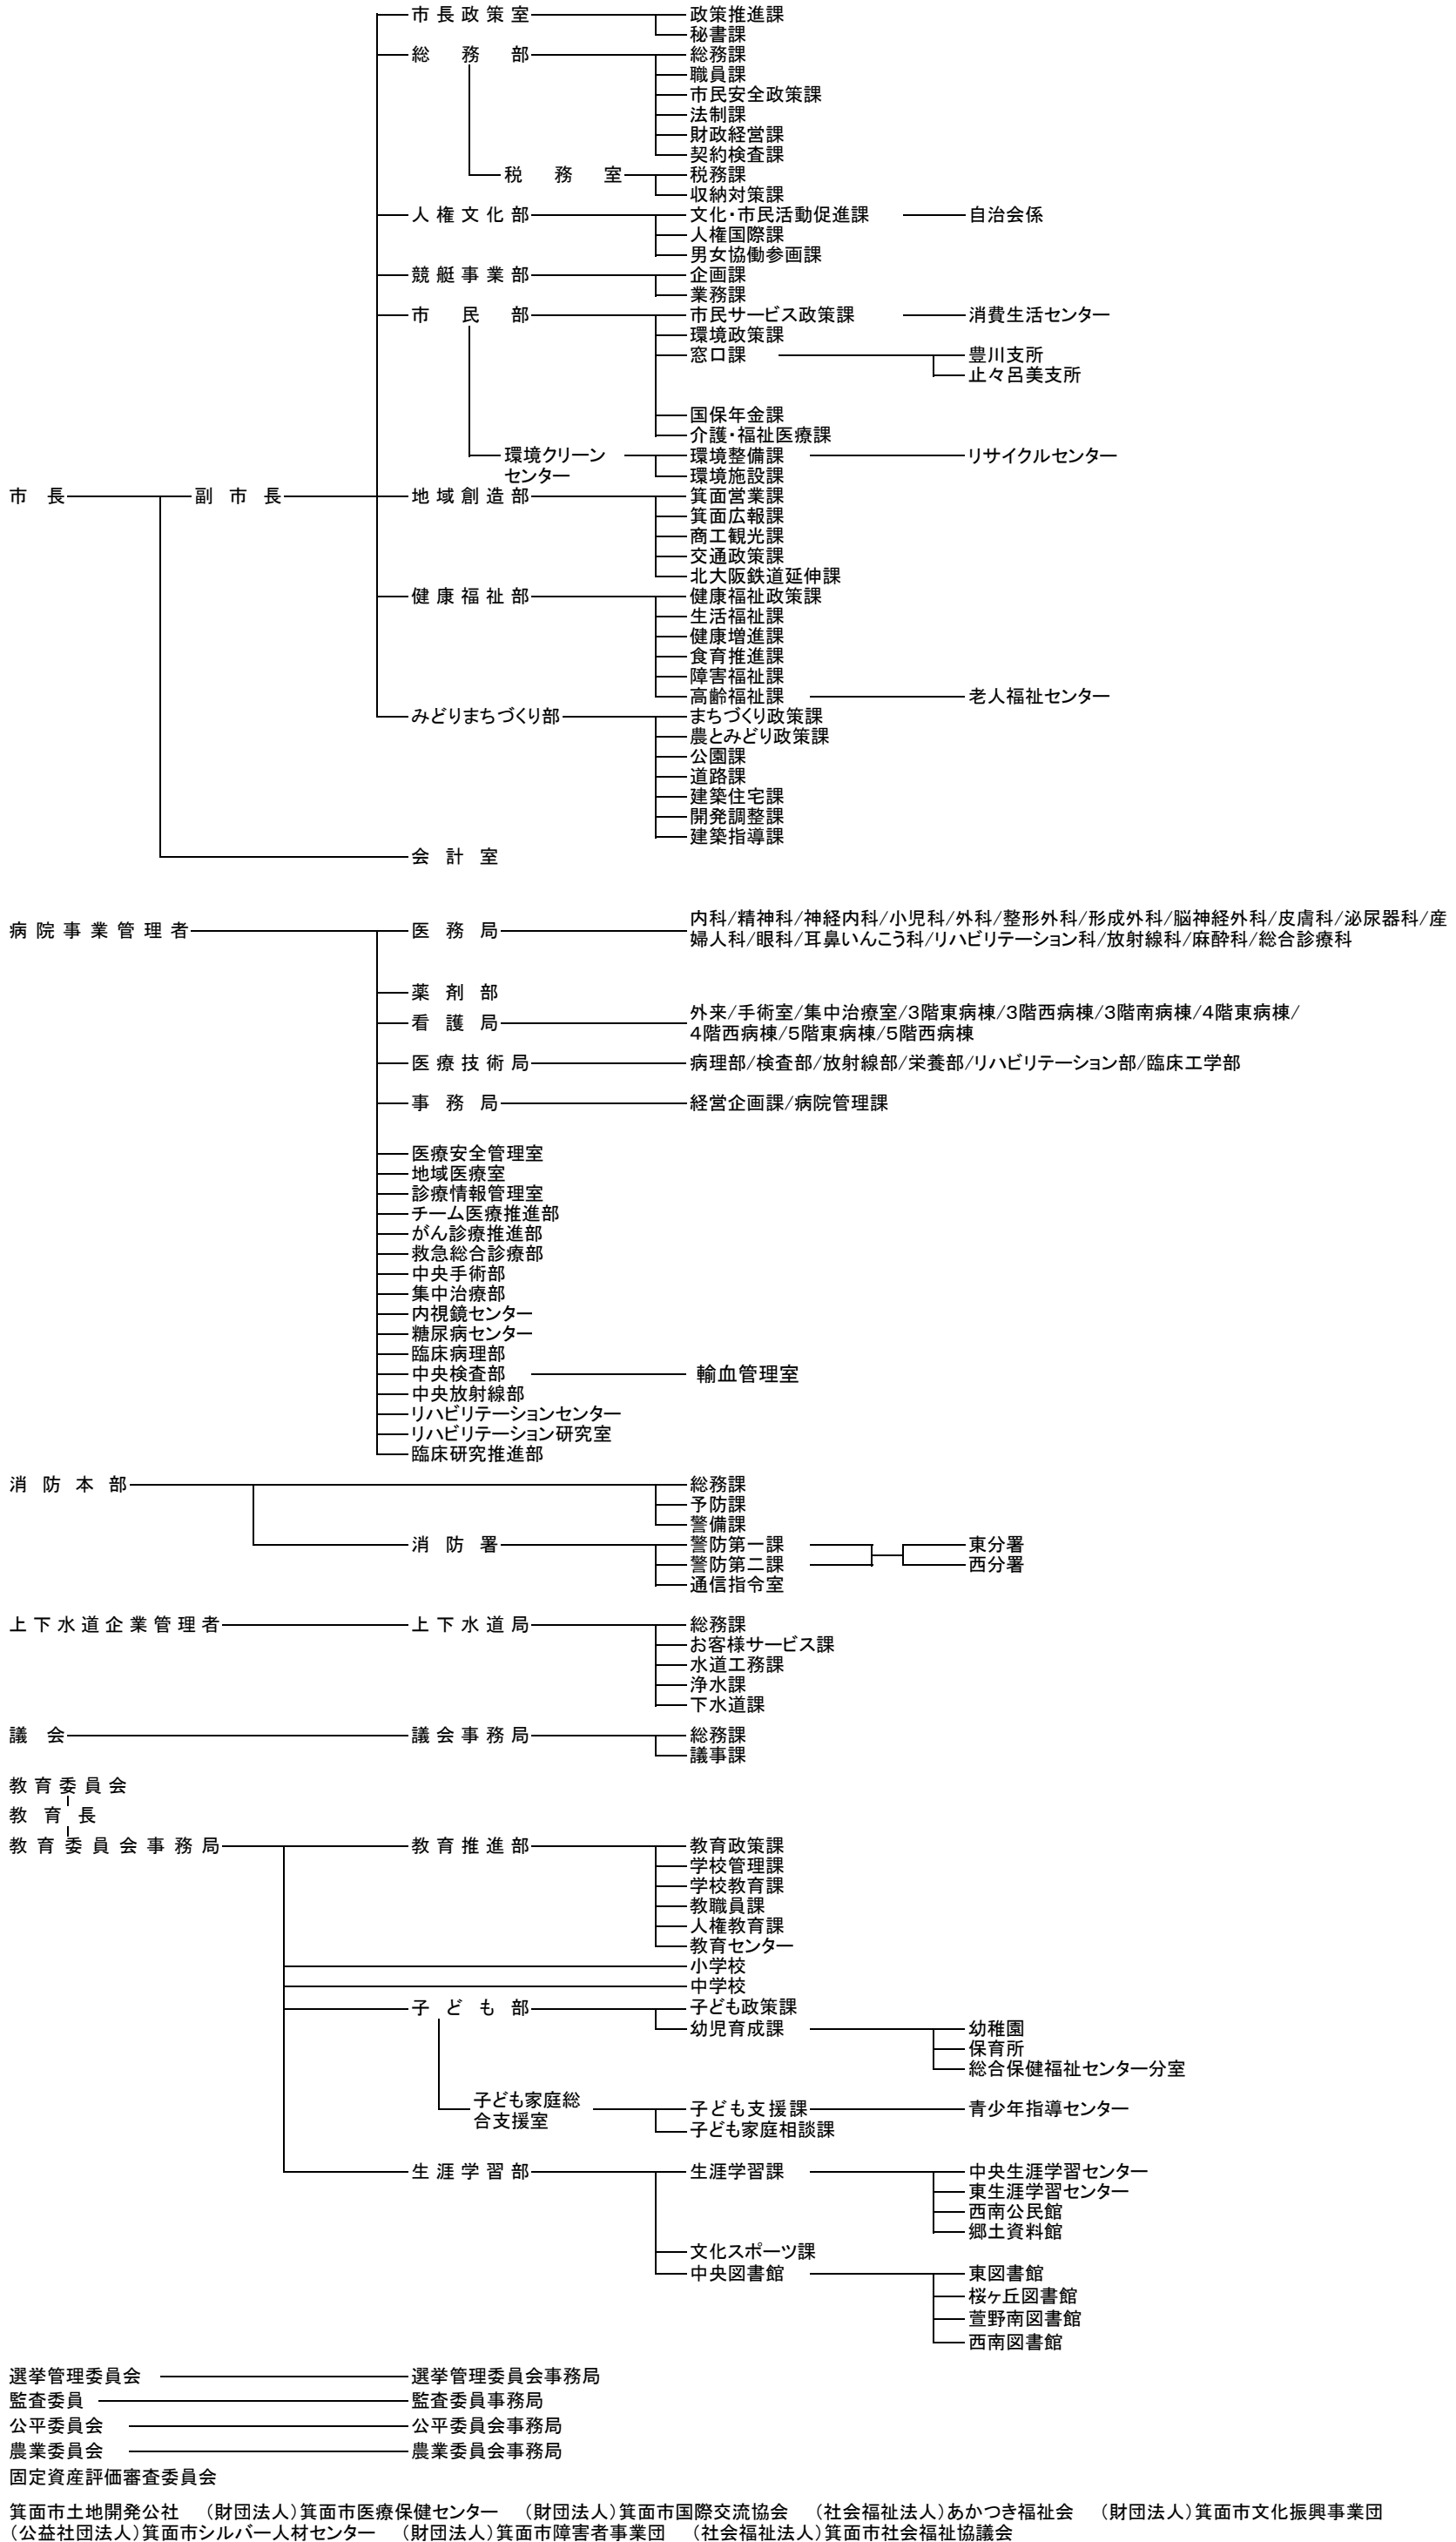 市長政策室 政策推進課
秘書課
総務部 総務課
職員課
市民安全政策課
法制課
財政経営課
契約検査課
税務室 税務課
収納対策課
人権文化部 文化・市民活動促進課 自治会係
人権国際課
男女協働参画課
競艇事業部 企画課
業務課
市民部 市民サービス政策課 消費生活センター
環境政策課
窓口課 豊川支所
止々呂美支所
国保年金課
介護・福祉医療課
環境クリーン 環境整備課 リサイクルセンター
センター 環境施設課
市長 副市長 地域創造部 箕面営業課
箕面広報課
商工観光課
交通政策課
北大阪鉄道延伸課
健康福祉部 健康福祉政策課
生活福祉課
健康増進課
食育推進課
障害福祉課
高齢福祉課 老人福祉センター
みどりまちづくり部 まちづくり政策課
農とみどり政策課
公園課
道路課
建築住宅課
開発調整課
建築指導課
会計室
病院事業管理者 医務局 内科/精神科/神経内科/小児科/外科/整形外科/形成外科/脳神経外科/皮膚科/泌尿器科/産
婦人科/眼科/耳鼻いんこう科/リハビリテーション科/放射線科/麻酔科/総合診療科
薬剤部
看護局 外来/手術室/集中治療室/3階東病棟/3階西病棟/3階南病棟/4階東病棟/
4階西病棟/5階東病棟/5階西病棟
医療技術局 病理部/検査部/放射線部/栄養部/リハビリテーション部/臨床工学部
事務局 経営企画課/病院管理課
医療安全管理室
地域医療室
診療情報管理室
チーム医療推進部
がん診療推進部
救急総合診療部
中央手術部
集中治療部
内視鏡センター
糖尿病センター
臨床病理部
中央検査部 輸血管理室
中央放射線部
リハビリテーションセンター
リハビリテーション研究室
臨床研究推進部
消防本部 総務課
予防課
警備課
消防署 警防第一課 東分署
警防第二課 西分署
通信指令室
上下水道企業管理者 上下水道局 総務課
お客様サービス課
水道工務課
浄水課
下水道課
議会 議会事務局 総務課
議事課
教育委員会
教育長
教育委員会事務局 教育推進部 教育政策課
学校管理課
学校教育課
教職員課
人権教育課
教育センター
小学校
中学校
子ども部 子ども政策課
幼児育成課 幼稚園
保育所
総合保健福祉センター分室
子ども家庭総 子ども支援課 青少年指導センター
合支援室 子ども家庭相談課
生涯学習部 生涯学習課 中央生涯学習センター
東生涯学習センター
西南公民館
郷土資料館
文化スポーツ課
中央図書館 東図書館
桜ヶ丘図書館
萱野南図書館
西南図書館
選挙管理委員会 選挙管理委員会事務局
監査委員 監査委員事務局
公平委員会 公平委員会事務局
農業委員会 農業委員会事務局
固定資産評価審査委員会
箕面市土地開発公社 (財団法人)箕面市医療保健センター (財団法人)箕面市国際交流協会 (社会福祉法人)あかつき福祉会 (財団法人)箕面市文化振興事業団
(公益社団法人)箕面市シルバー人材センター (財団法人)箕面市障害者事業団 (社会福祉法人)箕面市社会福祉協議会